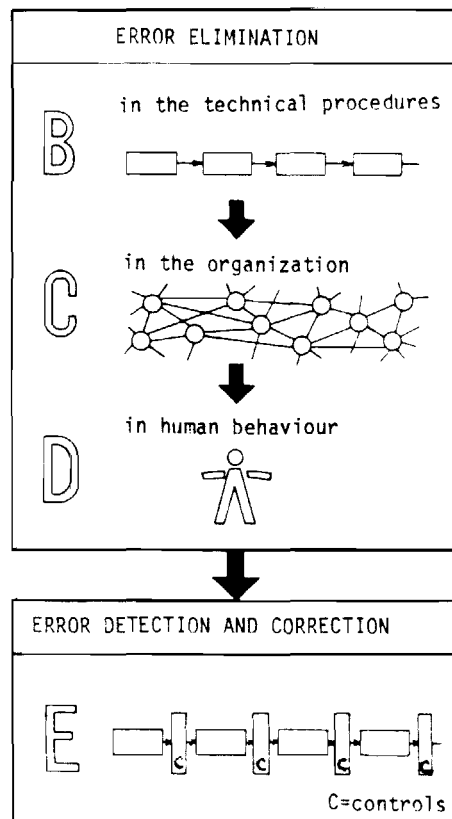 ERROR ELIMINATION
B
in the technical procedures
in the organization
C
in human behaviour
D
ERROR DETECTION AND CORRECTION
E
C C C C
C=controls